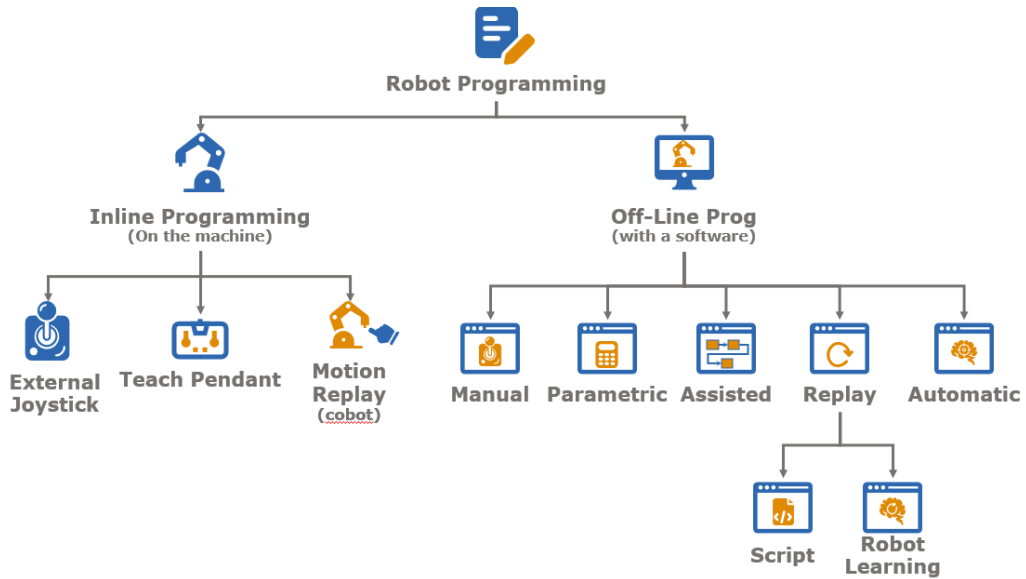 Robot Programming
Inline Programming
(On the machine)
Off-Line Prog
(with a software)
External
Joystick
Teach Pendant
Motion
Replay
(cobot)
Manual
Parametric
Assisted
Replay
Automatic
</>
Script
Robot
Learning